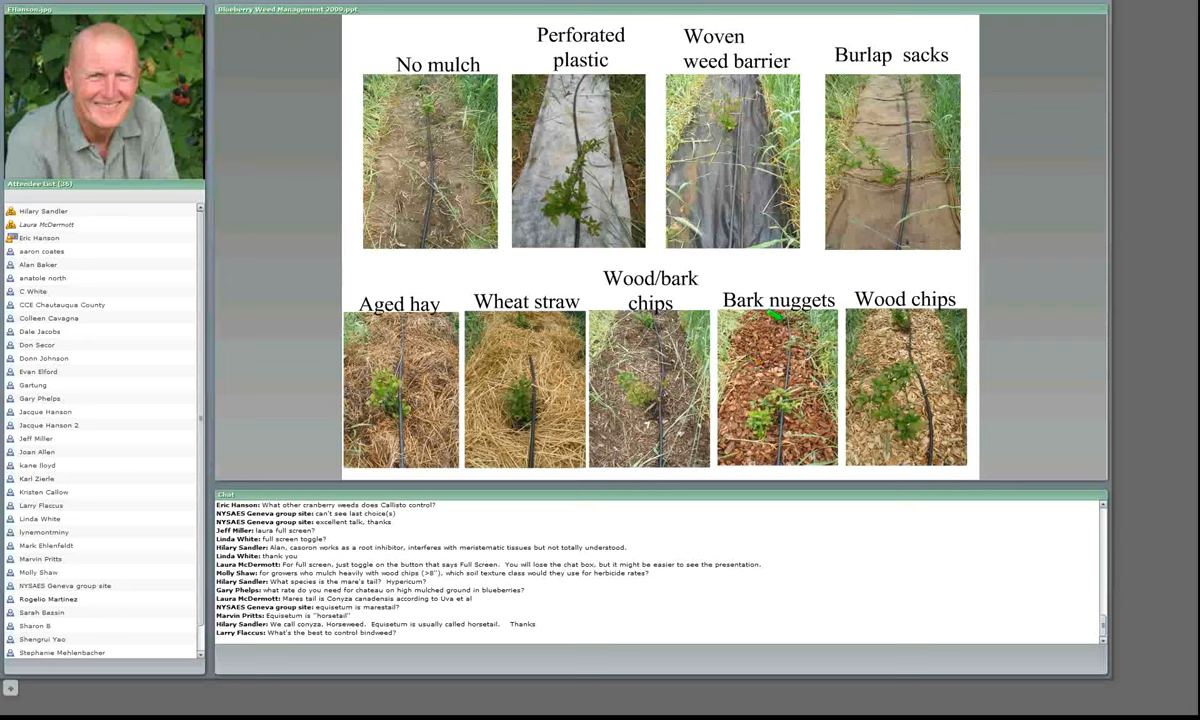 EHanson.jpg
Attendee List (36)
Hilary Sandler
Laura McDermott
Eric Hanson
aaron coates
Alan Baker
anatole north
C White
CCE Chautauqua County
Colleen Cavagna
Dale Jacobs
Don Secor
Donn Johnson
Evan Elford
Gartung
Gary Phelps
Jacque Hanson
Jacque Hanson 2
Jeff Miller
Joan Allen
kane lloyd
Karl Zierle
Kristen Callow
Larry Flaccus
Linda White
lynemontminy
Mark Ehlenfeldt
Marvin Pritts
Molly Shaw
NYSAES Geneva group site
Rogelio Martinez
Sarah Bassin
Sharon B
Shengrui Yao
Stephanie Mehlenbacher
Blueberry Weed Management 2009.ppt
No mulch
Perforated
plastic
Woven
weed barrier
Burlap sacks
Aged hay
Wheat straw
Wood/bark
chips
Bark nuggets
Wood chips
Chat
Eric Hanson: What other cranberry weeds does Callisto control?
NYSAES Geneva group site: can't see last choice(s)
NYSAES Geneva group site: excellent talk, thanks
Jeff Miller: laura full screen?
Linda White: full screen toggle?
Hilary Sandler: Alan, casoron works as a root inhibitor, interferes with meristematic tissues but not totally understood.
Linda White: thank you
Laura McDermott: For full screen, just toggle on the button that says Full Screen. You will lose the chat box, but it might be easier to see the presentation.
Molly Shaw: for growers who mulch heavily with wood chips (>8"), which soil texture class would they use for herbicide rates?
Hilary Sandler: What species is the mare's tail? Hypericum?
Gary Phelps: what rate do you need for chateau on high mulched ground in blueberries?
Laura McDermott: Mares tail is Conyza canadensis according to Uva et al
NYSAES Geneva group site: equisetum is marestail?
Marvin Pritts: Equisetum is "horsetail"
Hilary Sandler: We call conyza, Horseweed. Equisetum is usually called horsetail. Thanks
Larry Flaccus: What's the best to control bindweed?